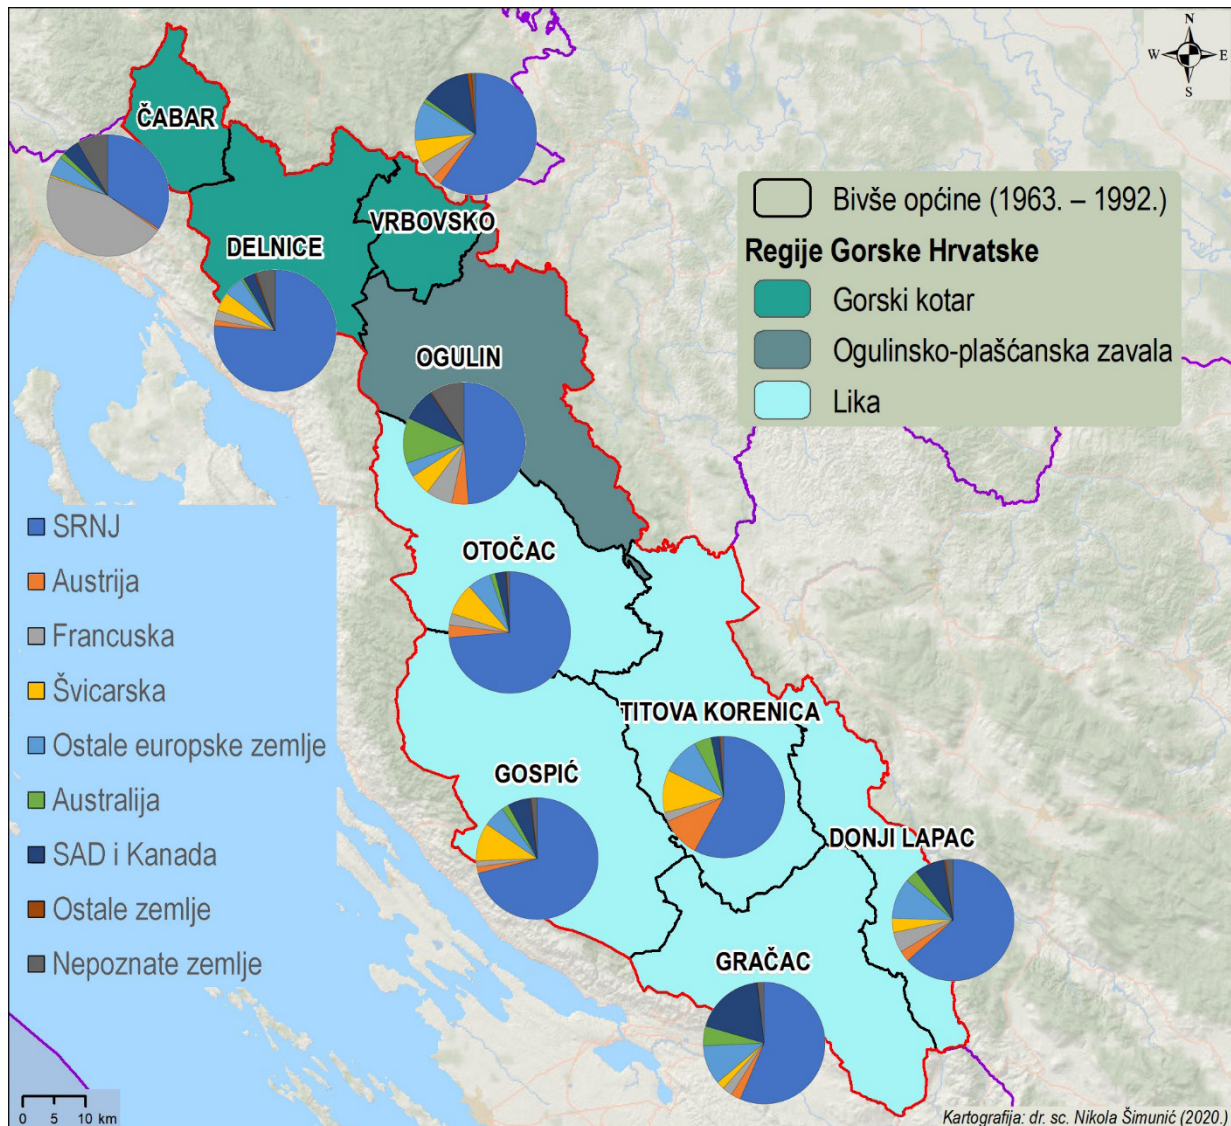 N
W E
S
ČABAR
VRBOVSKO
DELNICE
OGULIN
OTOČAC
TITOVA KORENICA
GOSPIĆ
DONJI LAPAC
GRAČAC
Bivše općine (1963. – 1992.)
Regije Gorske Hrvatske
Gorski kotar
Ogulinsko-plašćanska zavala
Lika
SRNJ
Austrija
Francuska
Švicarska
Ostale europske zemlje
Australija
SAD i Kanada
Ostale zemlje
Nepoznate zemlje
0 5 10 km
Kartografija: dr. sc. Nikola Šimunić (2020.)